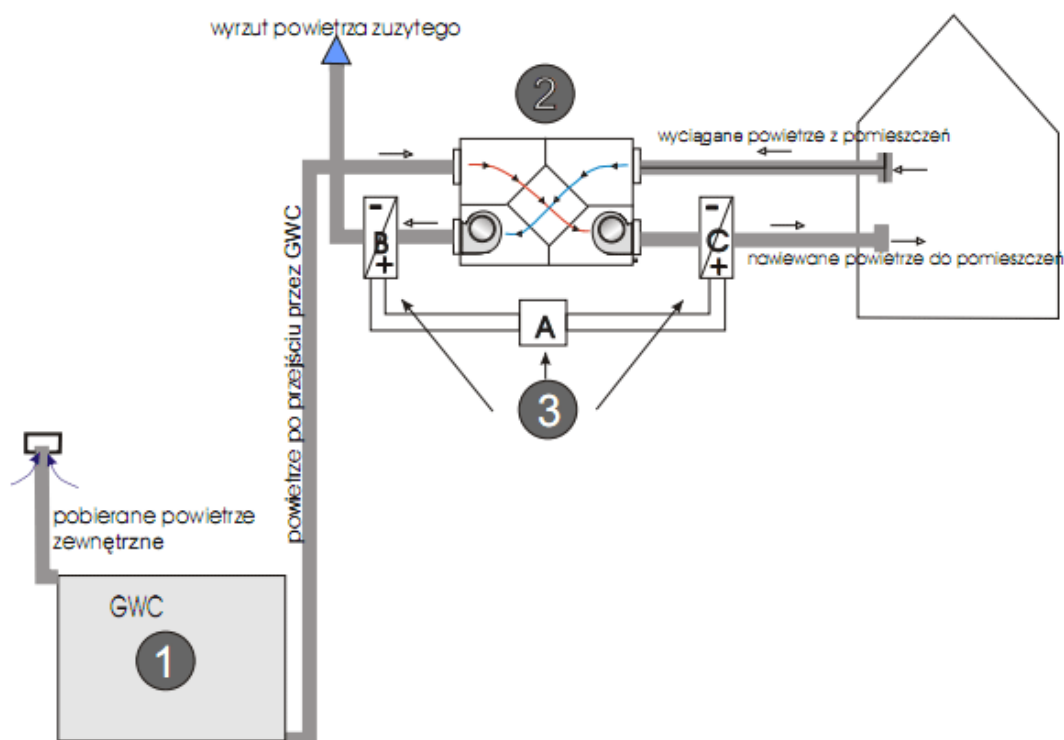 wyrzut powietrza zuzytego
2
wyciągane powietrze z pomieszczeń
-
B
+
-
C
+
nawiewane powietrze do pomieszczeń
A
3
powietrze po przejściu przez GWC
pobierane powietrze
zewnętrzne
GWC
1